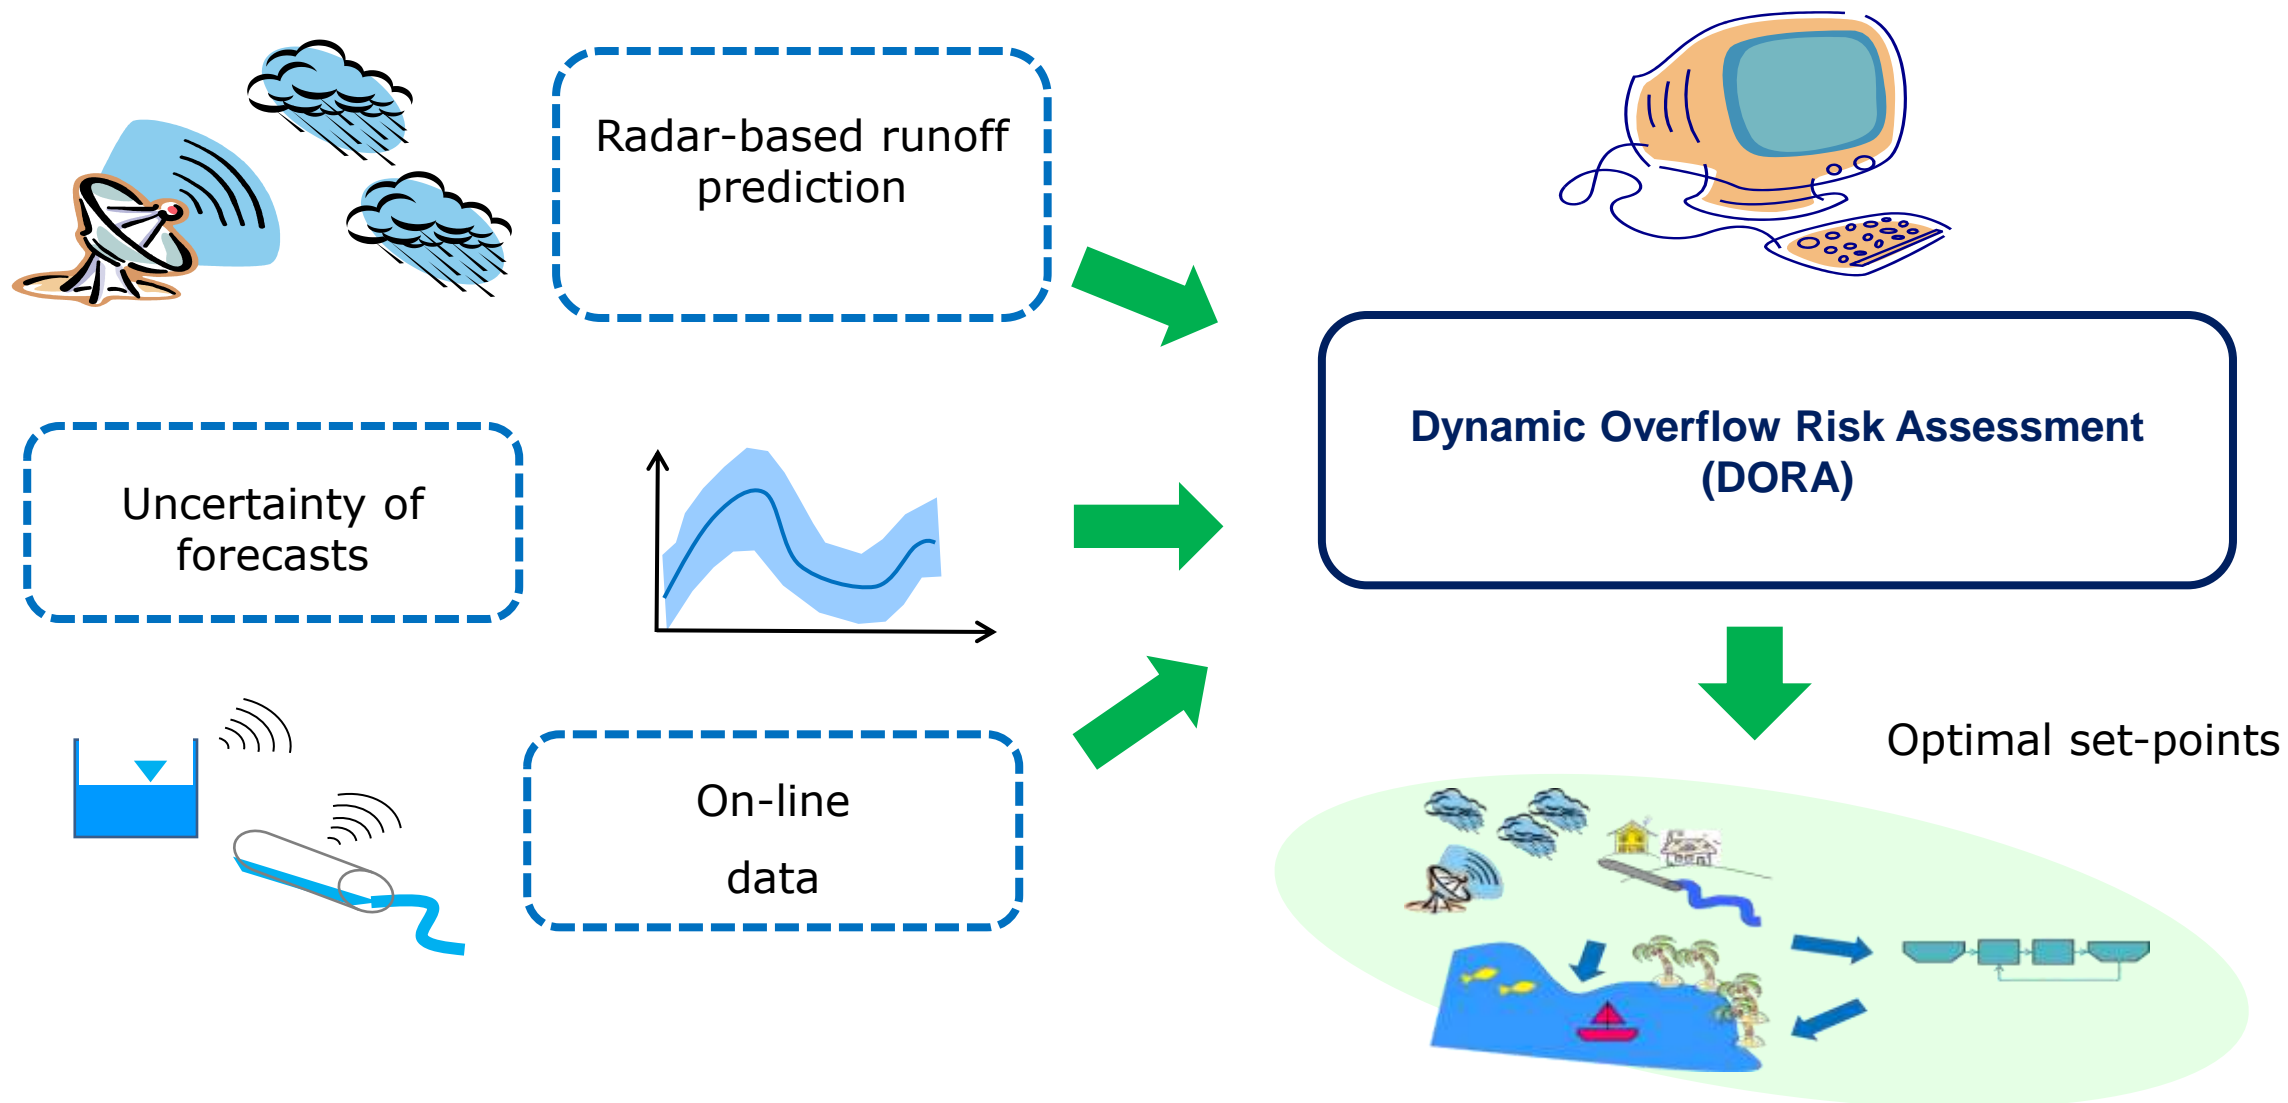 Radar-based runoff
prediction
Uncertainty of
forecasts
On-line
data
Dynamic Overflow Risk Assessment
(DORA)
Optimal set-points